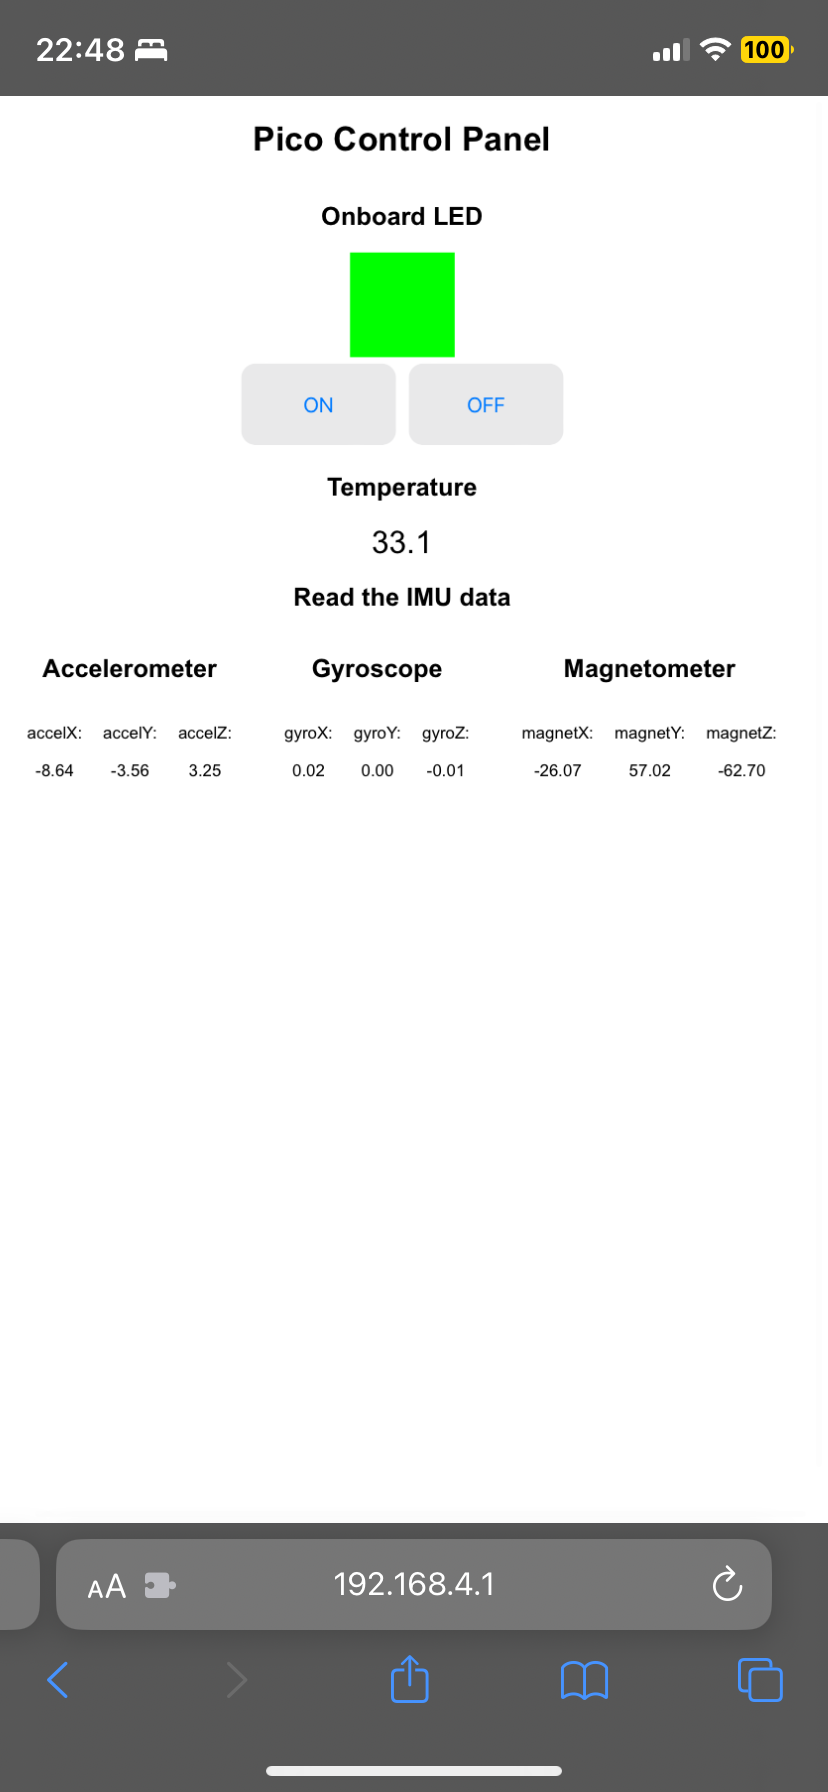 22:48 100
Pico Control Panel
Onboard LED
ON OFF
Temperature
33.1
Read the IMU data
Accelerometer Gyroscope Magnetometer
accelX: accelY: accelZ: gyroX: gyroY: gyroZ: magnetX: magnetY: magnetZ:
-8.64 -3.56 3.25 0.02 0.00 -0.01 -26.07 57.02 -62.70
AA 192.168.4.1